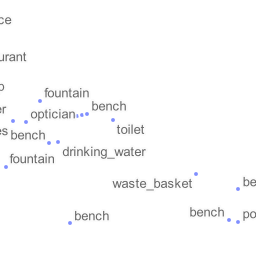 ce
urant
o
fountain
er
optician
bench
es
bench
toilet
fountain
drinking_water
waste_basket
be
bench
bench
po